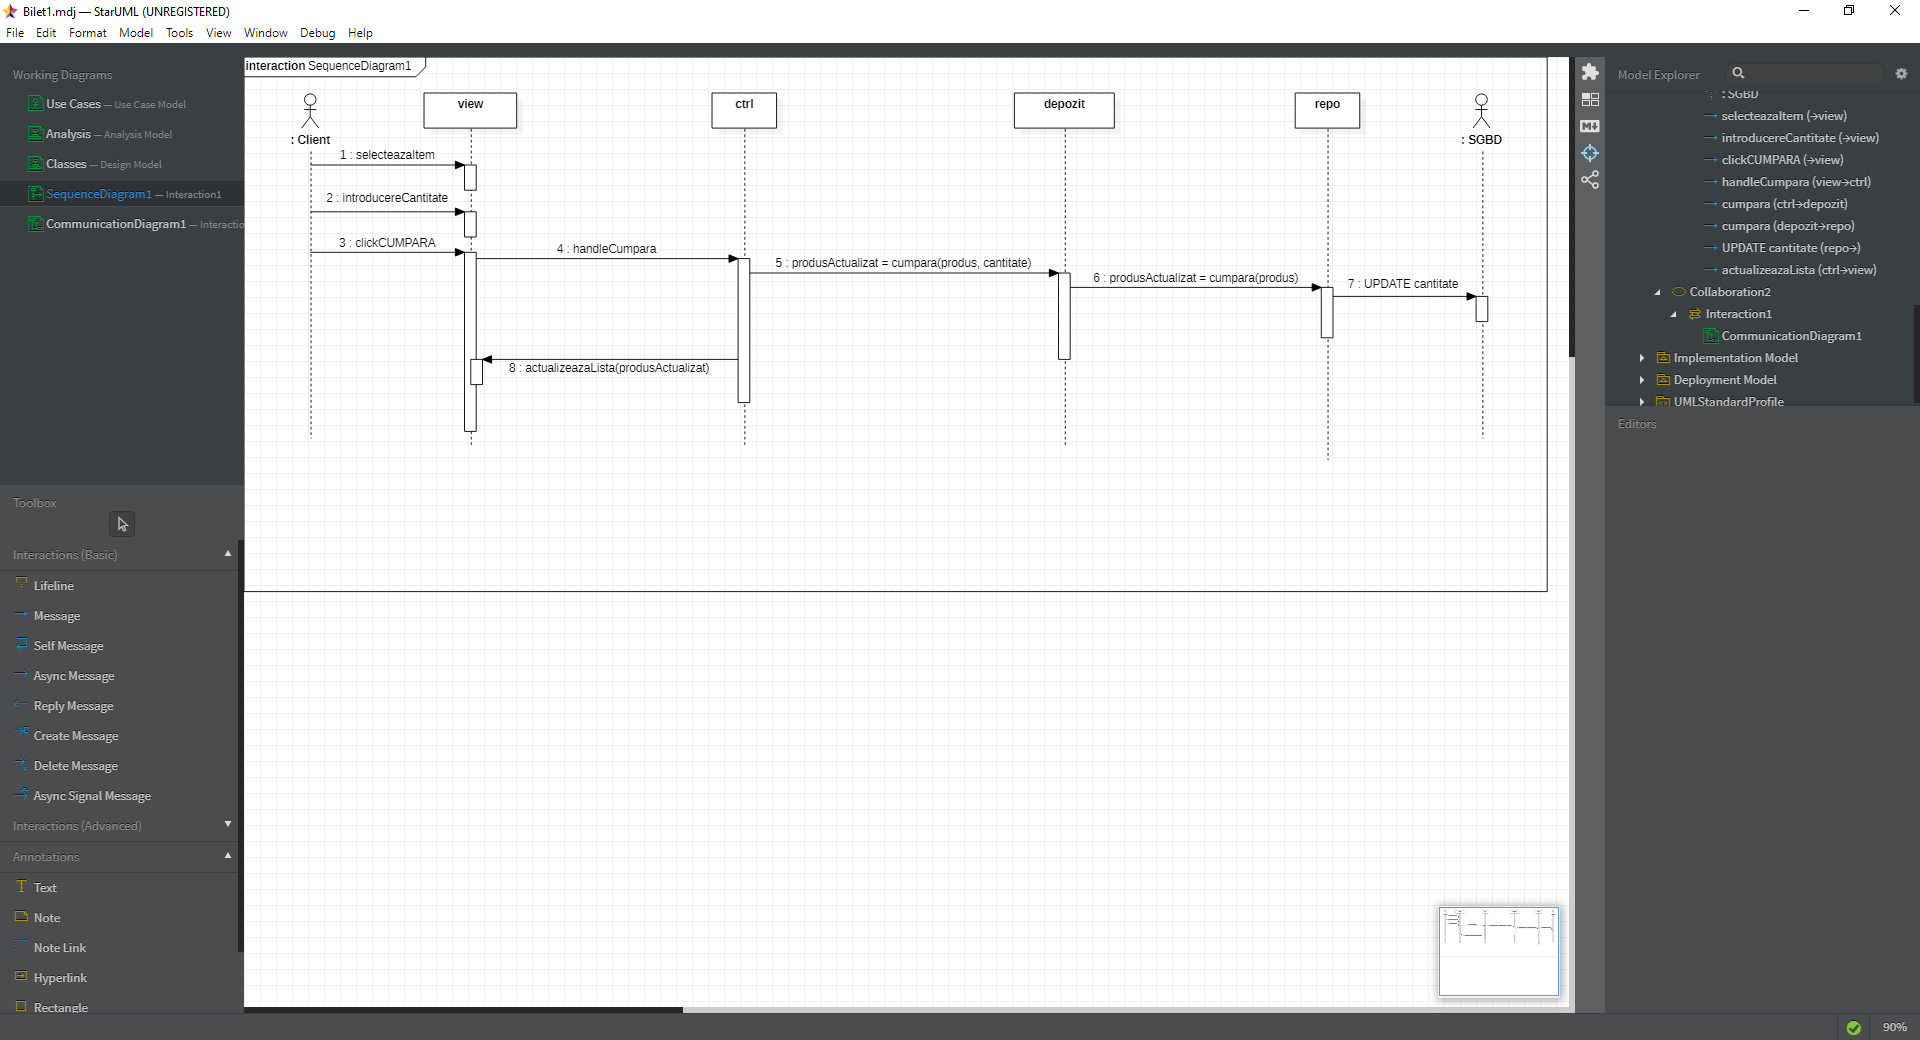 Bilet1.mdj — StarUML (UNREGISTERED)
File Edit Format Model Tools View Window Debug Help
Working Diagrams
Use Cases — Use Case Model
Analysis — Analysis Model
Classes — Design Model
SequenceDiagram1 — Interaction1
CommunicationDiagram1 — Interactio
Toolbox
Interactions (Basic)
Lifeline
Message
Self Message
Async Message
Reply Message
Create Message
Delete Message
Async Signal Message
Interactions (Advanced)
Annotations
Text
Note
Note Link
Hyperlink
Rectangle
interaction SequenceDiagram1
: Client
view
ctrl
depozit
repo
: SGBD
1 : selecteazaItem
2 : introducereCantitate
3 : clickCUMPARA
4 : handleCumpara
5 : produsActualizat = cumpara(produs, cantitate)
6 : produsActualizat = cumpara(produs)
7 : UPDATE cantitate
8 : actualizeazaLista(produsActualizat)
Model Explorer
: SGBD
selecteazaItem (→view)
introducereCantitate (→view)
clickCUMPARA (→view)
handleCumpara (view→ctrl)
cumpara (ctrl→depozit)
cumpara (depozit→repo)
UPDATE cantitate (repo→)
actualizeazaLista (ctrl→view)
Collaboration2
Interaction1
CommunicationDiagram1
Implementation Model
Deployment Model
UMLStandardProfile
Editors
90%